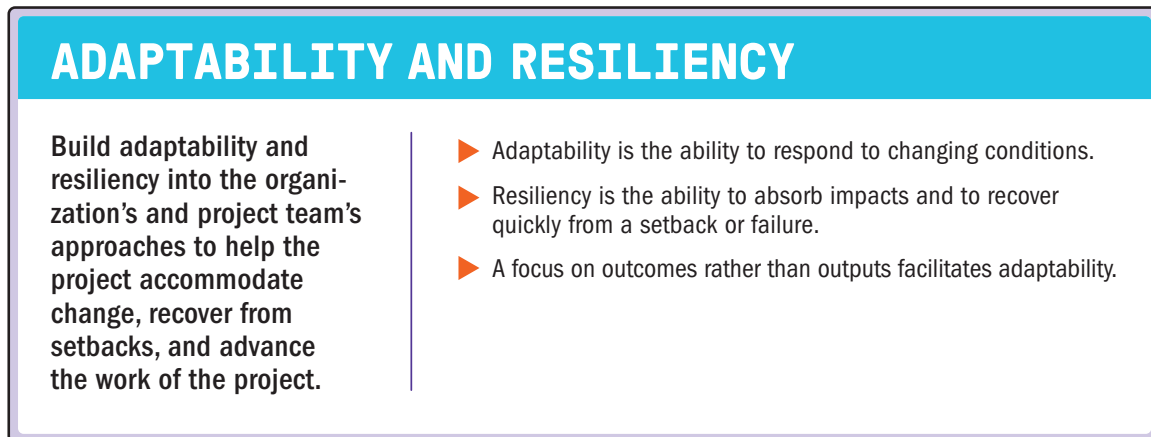 ADAPTABILITY AND RESILIENCY
Build adaptability and
resiliency into the organi-
zation’s and project team’s
approaches to help the
project accommodate
change, recover from
setbacks, and advance
the work of the project.
Adaptability is the ability to respond to changing conditions.
Resiliency is the ability to absorb impacts and to recover
quickly from a setback or failure.
A focus on outcomes rather than outputs facilitates adaptability.